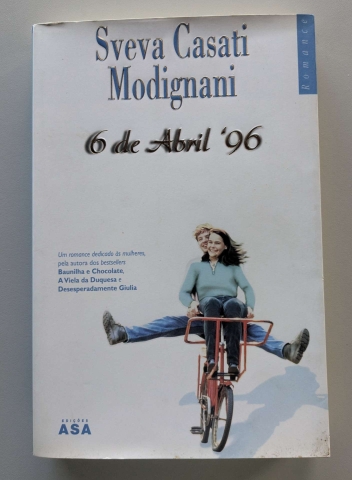 Sveva Casati
Modignani
Romance
6 de Abril '96
Um romance dedicado às mulheres,
pela autora dos bestsellers
Baunilha e Chocolate,
A Viela da Duquesa e
Desesperadamente Giulia
EDIÇÕES
ASA